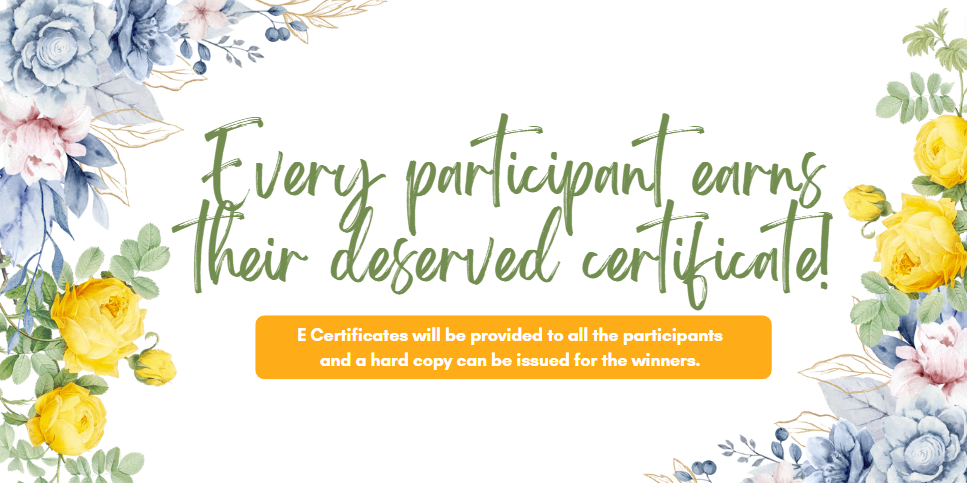 Every participant earns
their deserved certificate!
E Certificates will be provided to all the participants
and a hard copy can be issued for the winners.